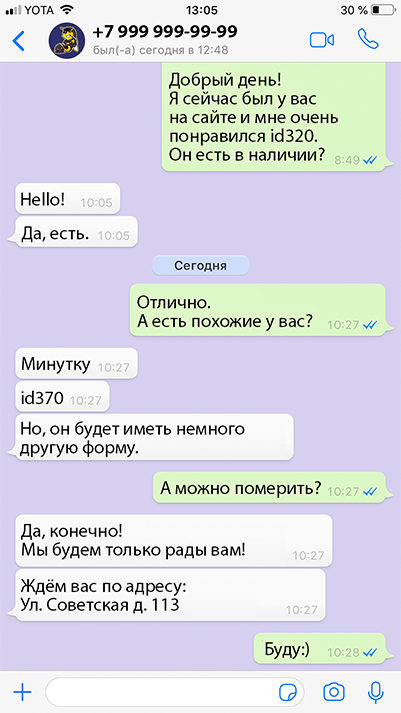 YOTA 13:05 30 %
+7 999 999-99-99
был(-а) сегодня в 12:48
Добрый день!
Я сейчас был у вас
на сайте и мне очень
понравился id320.
Он есть в наличии? 8:49
Hello! 10:05
Да, есть. 10:05
Сегодня
Отлично.
А есть похожие у вас? 10:27
Минутку 10:27
id370 10:27
Но, он будет иметь немного
другую форму.
А можно померить? 10:27
Да, конечно!
Мы будем только рады вам! 10:27
Ждём вас по адресу:
Ул. Советская д. 113 10:27
Буду:) 10:28